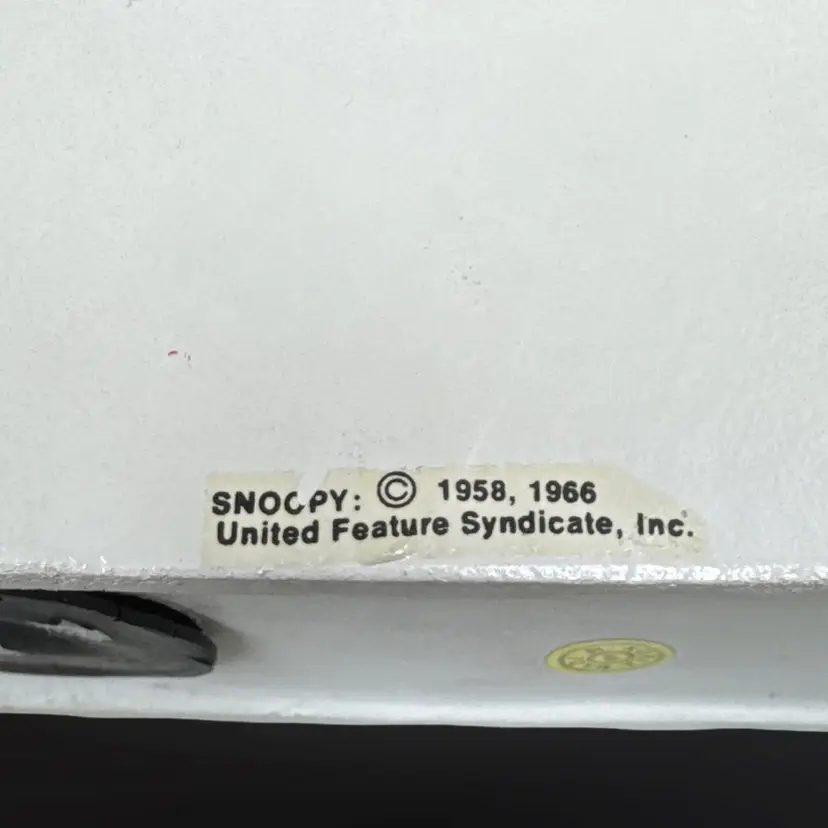 SNOOPY: © 1958, 1966
United Feature Syndicate, Inc.